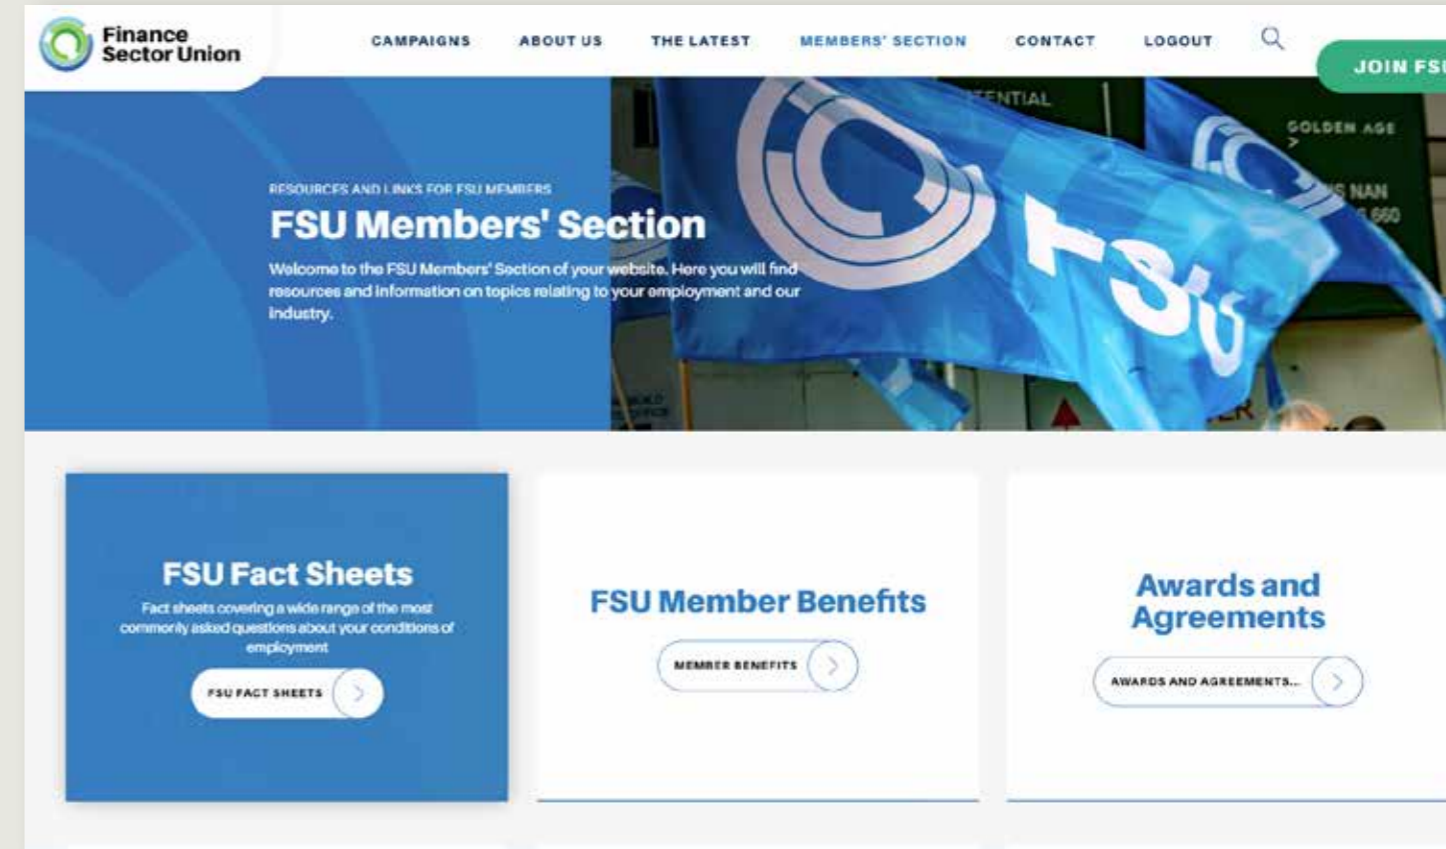 Finance
Sector Union
CAMPAIGNS
ABOUT US
THE LATEST
MEMBERS' SECTION
CONTACT
LOGOUT
JOIN FSU
ENTIAL
GOLDEN AGE
>
NAN
660
FSU
RESOURCES AND LINKS FOR FSU MEMBERS
FSU Members' Section
Welcome to the FSU Members' Section of your website. Here you will find
resources and information on topics relating to your employment and our
industry.
FSU Fact Sheets
Fact sheets covering a wide range of the most
commonly asked questions about your conditions of
employment
FSU FACT SHEETS
FSU Member Benefits
MEMBER BENEFITS
Awards and
Agreements
AWARDS AND AGREEMENTS...